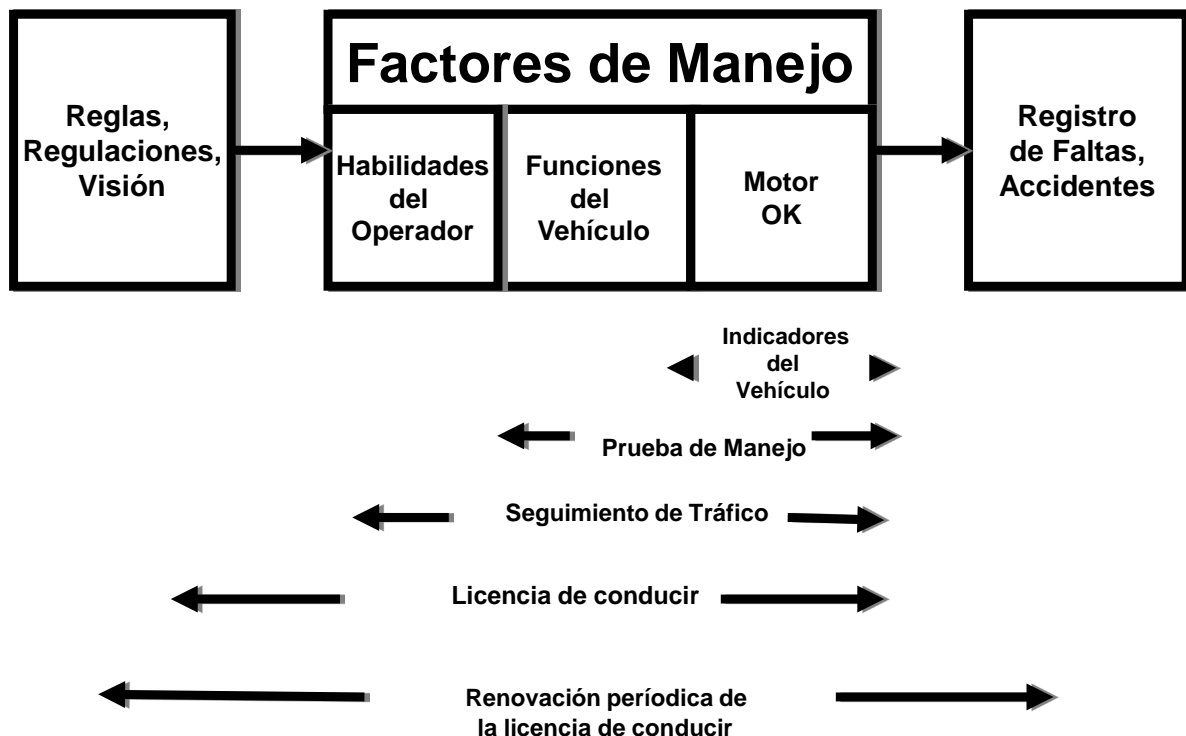 Factores de Manejo
Reglas,
Regulaciones,
Visión
Habilidades
del
Operador
Funciones
del
Vehículo
Motor
OK
Registro
de Faltas,
Accidentes
Indicadores
del
Vehículo
Prueba de Manejo
Seguimiento de Tráfico
Licencia de conducir
Renovación períodica de
la licencia de conducir